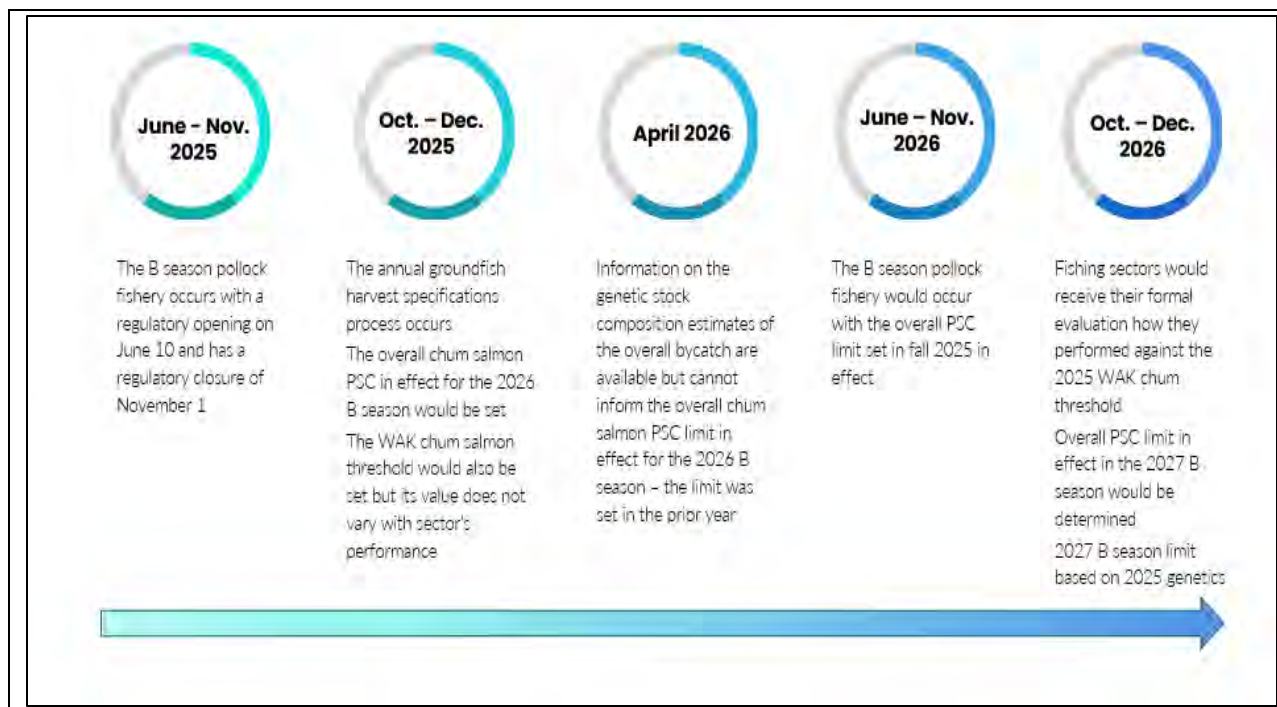 June - Nov.
2025
The B season pollock
fishery occurs with a
regulatory opening on
June 10 and has a
regulatory closure of
November 1
Oct. – Dec.
2025
The annual groundfish
harvest specifications
process occurs
The overall chum salmon
PSC in effect for the 2026
B season would be set
The WAK chum salmon
threshold would also be
set but its value does not
vary with sector's
performance
April 2026
Information on the
genetic stock
composition estimates of
the overall bycatch are
available but cannot
inform the overall chum
salmon PSC limit in
effect for the 2026 B
season – the limit was
set in the prior year
June – Nov.
2026
The B season pollock
fishery would occur
with the overall PSC
limit set in fall 2025 in
effect
Oct. – Dec.
2026
Fishing sectors would
receive their formal
evaluation how they
performed against the
2025 WAK chum
threshold
Overall PSC limit in
effect in the 2027 B
season would be
determined
2027 B season limit
based on 2025 genetics